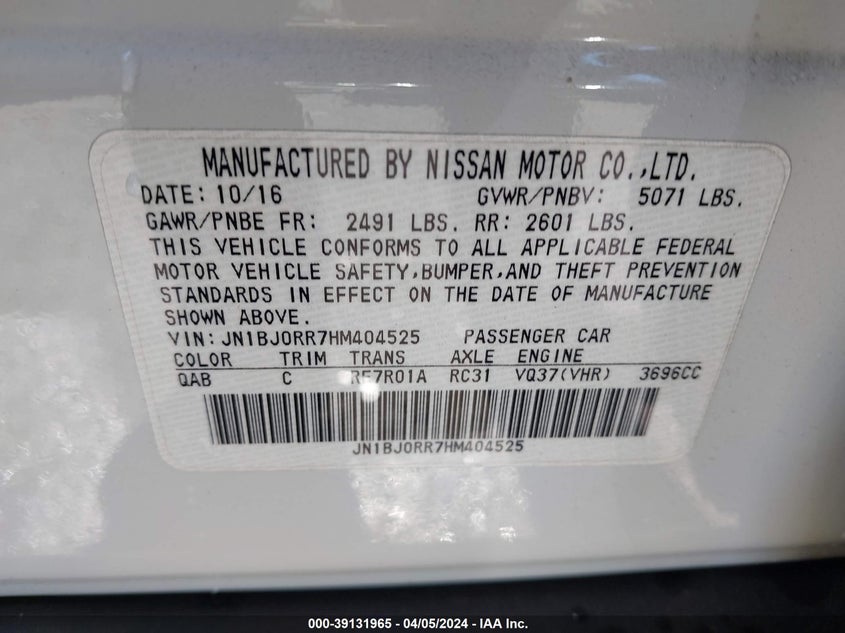 MANUFACTURED BY NISSAN MOTOR CO.,LTD.
DATE: 10/16 GVWR/PNBV: 5071 LBS.
GAWR/PNBE FR: 2491 LBS. RR: 2601 LBS.
THIS VEHICLE CONFORMS TO ALL APPLICABLE FEDERAL
MOTOR VEHICLE SAFETY,BUMPER,AND THEFT PREVENTION
STANDARDS IN EFFECT ON THE DATE OF MANUFACTURE
SHOWN ABOVE.
VIN: JN1BJ0RR7HM404525 PASSENGER CAR
COLOR TRIM TRANS AXLE ENGINE
QAB C RE7R01A RC31 VQ37(VHR) 3696CC
JN1BJ0RR7HM404525
000-39131965 - 04/05/2024 - IAA Inc.